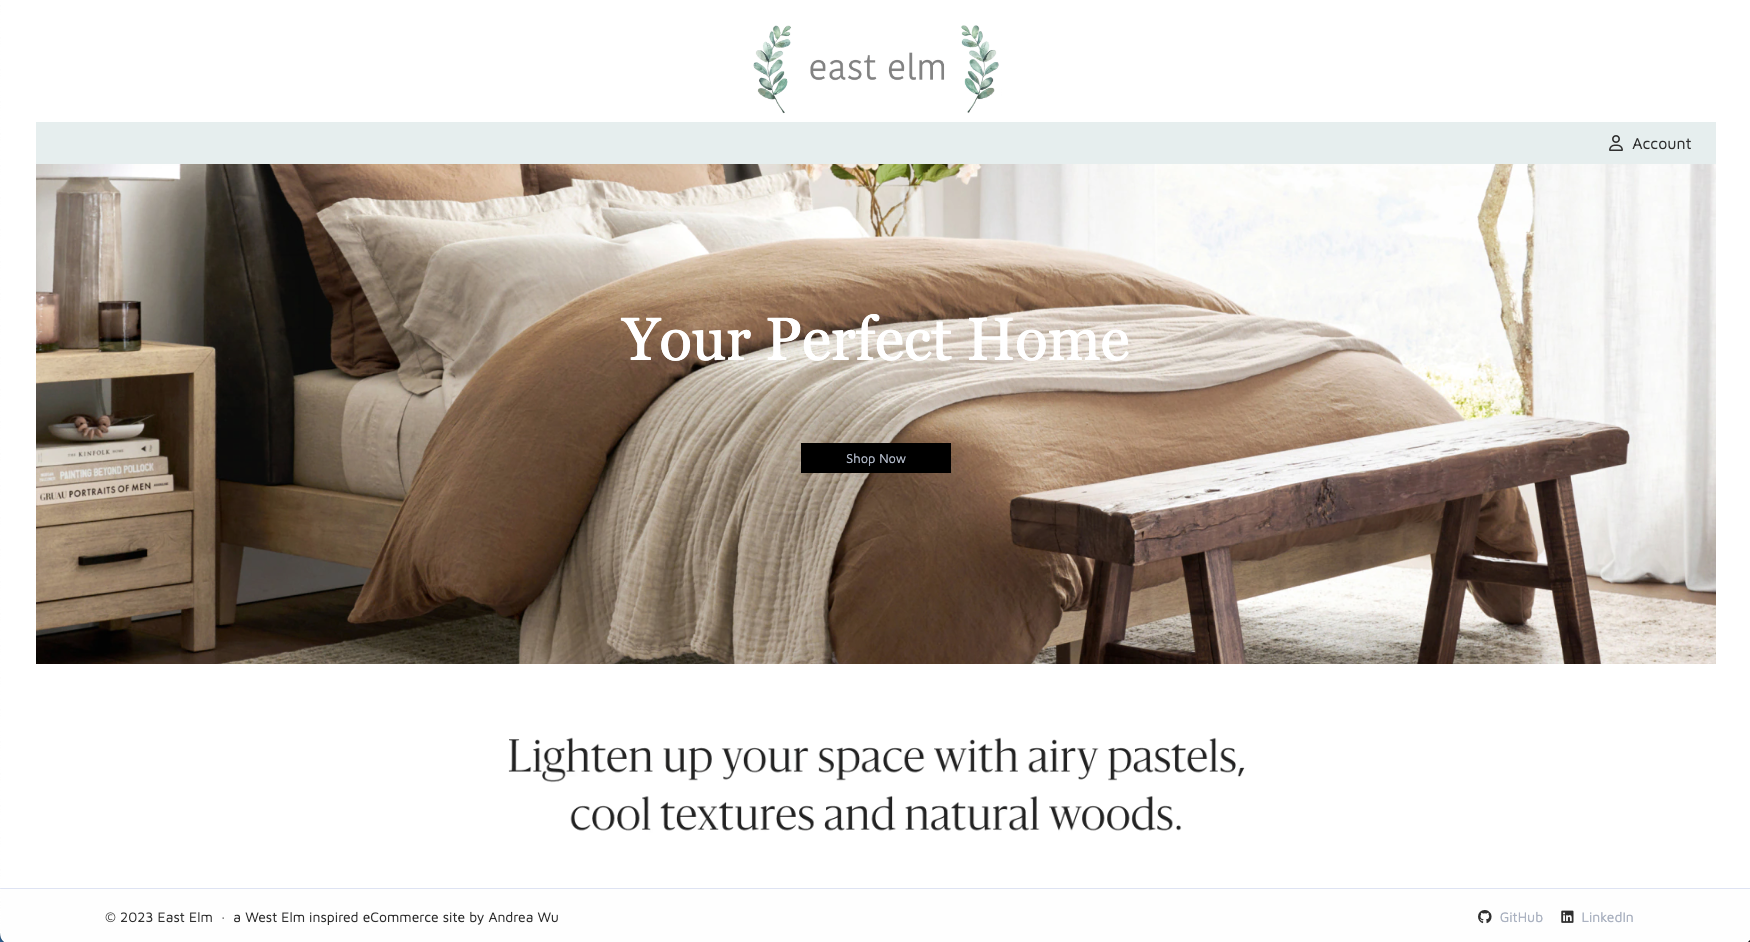 east elm
Account
Your Perfect Home
Shop Now
THE KINFOLK HOME
PAINTING BEYOND POLLOCK
GRUAU PORTRAITS OF MEN
Lighten up your space with airy pastels,
cool textures and natural woods.
© 2023 East Elm · a West Elm inspired eCommerce site by Andrea Wu
GitHub LinkedIn